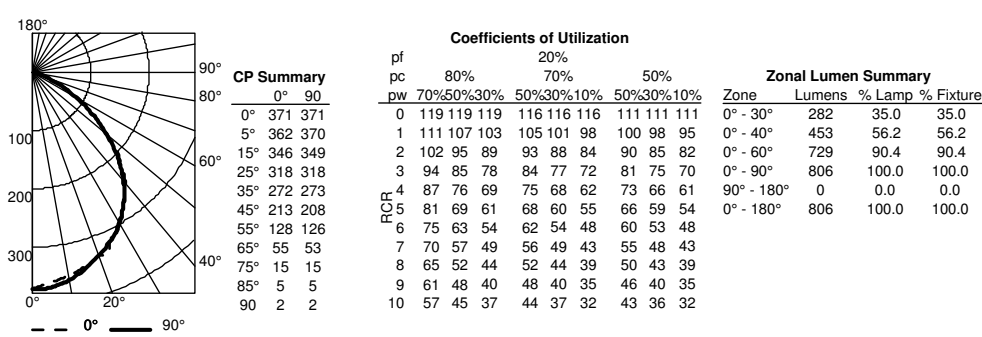 180°
90°
80°
60°
40°
100
200
300
0°
20°
0°
90°
CP Summary
0° 90
0° 371 371
5° 362 370
15° 346 349
25° 318 318
35° 272 273
45° 213 208
55° 128 126
65° 55 53
75° 15 15
85° 5 5
90 2 2
Coefficients of Utilization
pf 20%
pc 80% 70% 50%
pw 70%50%30% 50%30%10% 50%30%10%
RCR
0 119 119 119 116 116 116 111 111 111
1 111 107 103 105 101 98 100 98 95
2 102 95 89 93 88 84 90 85 82
3 94 85 78 84 77 72 81 75 70
4 87 76 69 75 68 62 73 66 61
5 81 69 61 68 60 55 66 59 54
6 75 63 54 62 54 48 60 53 48
7 70 57 49 56 49 43 55 48 43
8 65 52 44 52 44 39 50 43 39
9 61 48 40 48 40 35 46 40 35
10 57 45 37 44 37 32 43 36 32
Zonal Lumen Summary
Zone Lumens % Lamp % Fixture
0° - 30° 282 35.0 35.0
0° - 40° 453 56.2 56.2
0° - 60° 729 90.4 90.4
0° - 90° 806 100.0 100.0
90° - 180° 0 0.0 0.0
0° - 180° 806 100.0 100.0